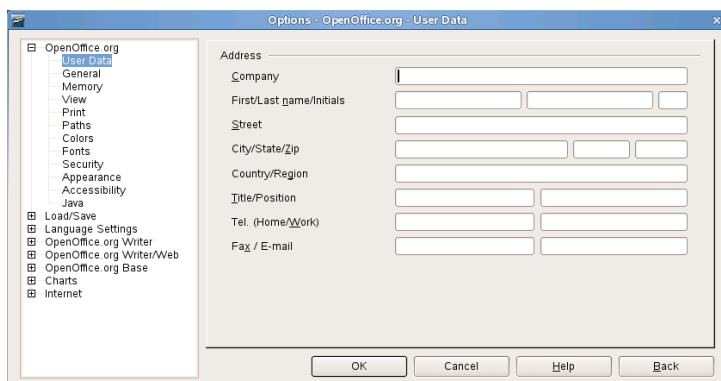 Options - OpenOffice.org - User Data
OpenOffice.org
User Data
General
Memory
View
Print
Paths
Colors
Fonts
Security
Appearance
Accessibility
Java
Load/Save
Language Settings
OpenOffice.org Writer
OpenOffice.org Writer/Web
OpenOffice.org Base
Charts
Internet
Address
Company
First/Last name/Initials
Street
City/State/Zip
Country/Region
Title/Position
Tel. (Home/Work)
Fax / E-mail
OK Cancel Help Back